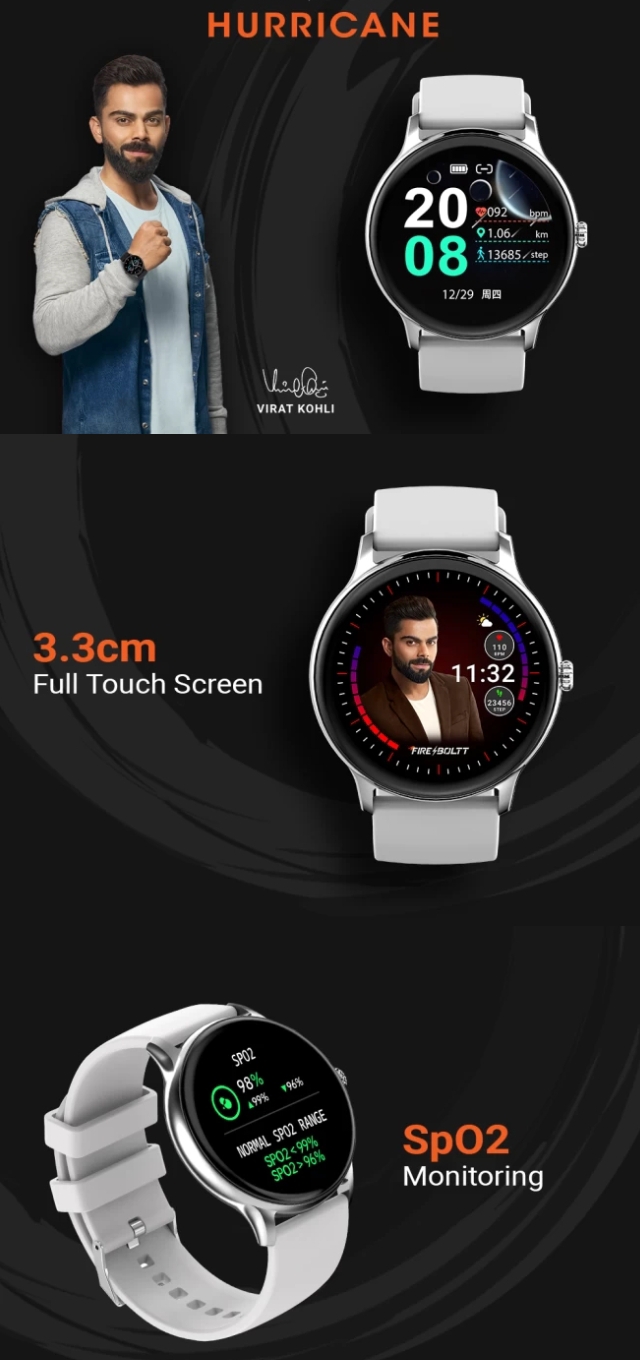 HURRICANE
20
08
092 bpm
1.06 km
13685 step
12/29 周四
VIRAT KOHLI
3.3cm
Full Touch Screen
110
BPM
11:32
23456
STEP
FIRE-BOLTT
SPO2
98%
▲99% ▼96%
NORMAL SPO2 RANGE
SPO2<99%
SPO2>96%
SpO2
Monitoring